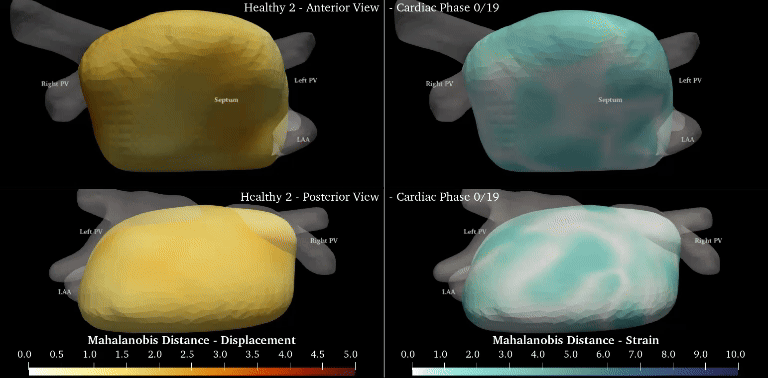 Healthy 2 - Anterior View - Cardiac Phase 0/19
Right PV
Left PV
Septum
LAA
Right PV
Left PV
Septum
LAA
Healthy 2 - Posterior View - Cardiac Phase 0/19
Left PV
Right PV
LAA
Left PV
Right PV
LAA
Mahalanobis Distance - Displacement
0.0 0.5 1.0 1.5 2.0 2.5 3.0 3.5 4.0 4.5 5.0
Mahalanobis Distance - Strain
0.0 1.0 2.0 3.0 4.0 5.0 6.0 7.0 8.0 9.0 10.0